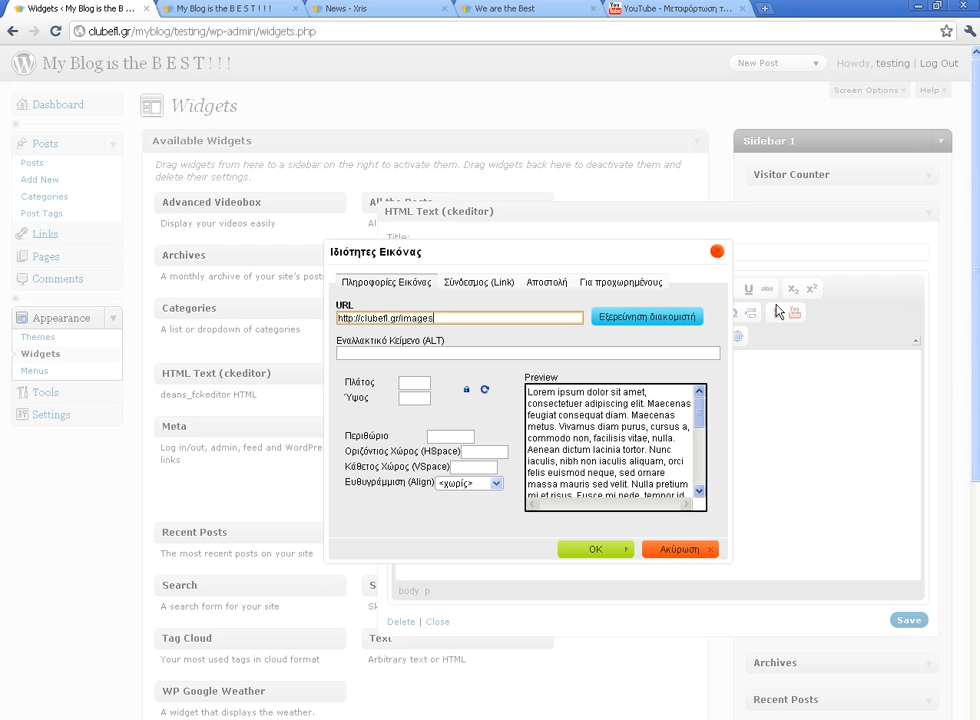 Widgets < My Blog is the B ...
My Blog is the B E S T ! ! !
News - Xris
We are the Best
YouTube - Μεταφόρτωση τ...
clubefl.gr/myblog/testing/wp-admin/widgets.php
My Blog is the B E S T ! ! !
New Post
Howdy, testing | Log Out
Screen Options
Help
Dashboard
Posts
Posts
Add New
Categories
Post Tags
Links
Pages
Comments
Appearance
Themes
Widgets
Menus
Tools
Settings
Widgets
Available Widgets
Drag widgets from here to a sidebar on the right to activate them. Drag widgets back here to deactivate them and
delete their settings.
Advanced Videobox
Display your videos easily
Archives
A monthly archive of your site's posts
Categories
A list or dropdown of categories
HTML Text (ckeditor)
deans_fckeditor HTML
Meta
Log in/out, admin, feed and WordPre
links
Recent Posts
The most recent posts on your site
Search
A search form for your site
Tag Cloud
Your most used tags in cloud format
Text
Arbitrary text or HTML
WP Google Weather
A widget that displays the weather.
HTML Text (ckeditor)
Title:
Ιδιότητες Εικόνας
Πληροφορίες Εικόνας
Σύνδεσμος (Link)
Αποστολή
Για προχωρημένους
URL
http://clubefl.gr/images
Εξερεύνηση διακομιστή
Εναλλακτικό Κείμενο (ALT)
Πλάτος
Ύψος
Περιθώριο
Οριζόντιος Χώρος (HSpace)
Κάθετος Χώρος (VSpace)
Ευθυγράμμιση (Align)
<χωρίς>
Preview
Lorem ipsum dolor sit amet,
consectetuer adipiscing elit. Maecenas
feugiat consequat diam. Maecenas
metus. Vivamus diam purus, cursus a,
commodo non, facilisis vitae, nulla.
Aenean dictum lacinia tortor. Nunc
iaculis, nibh non iaculis aliquam, orci
felis euismod neque, sed ornare
massa mauris sed velit. Nulla pretium
mi et risus. Fusce mi pede, tempor id
OK
Ακύρωση
body p
Delete | Close
Save
Sidebar 1
Visitor Counter
Archives
Recent Posts